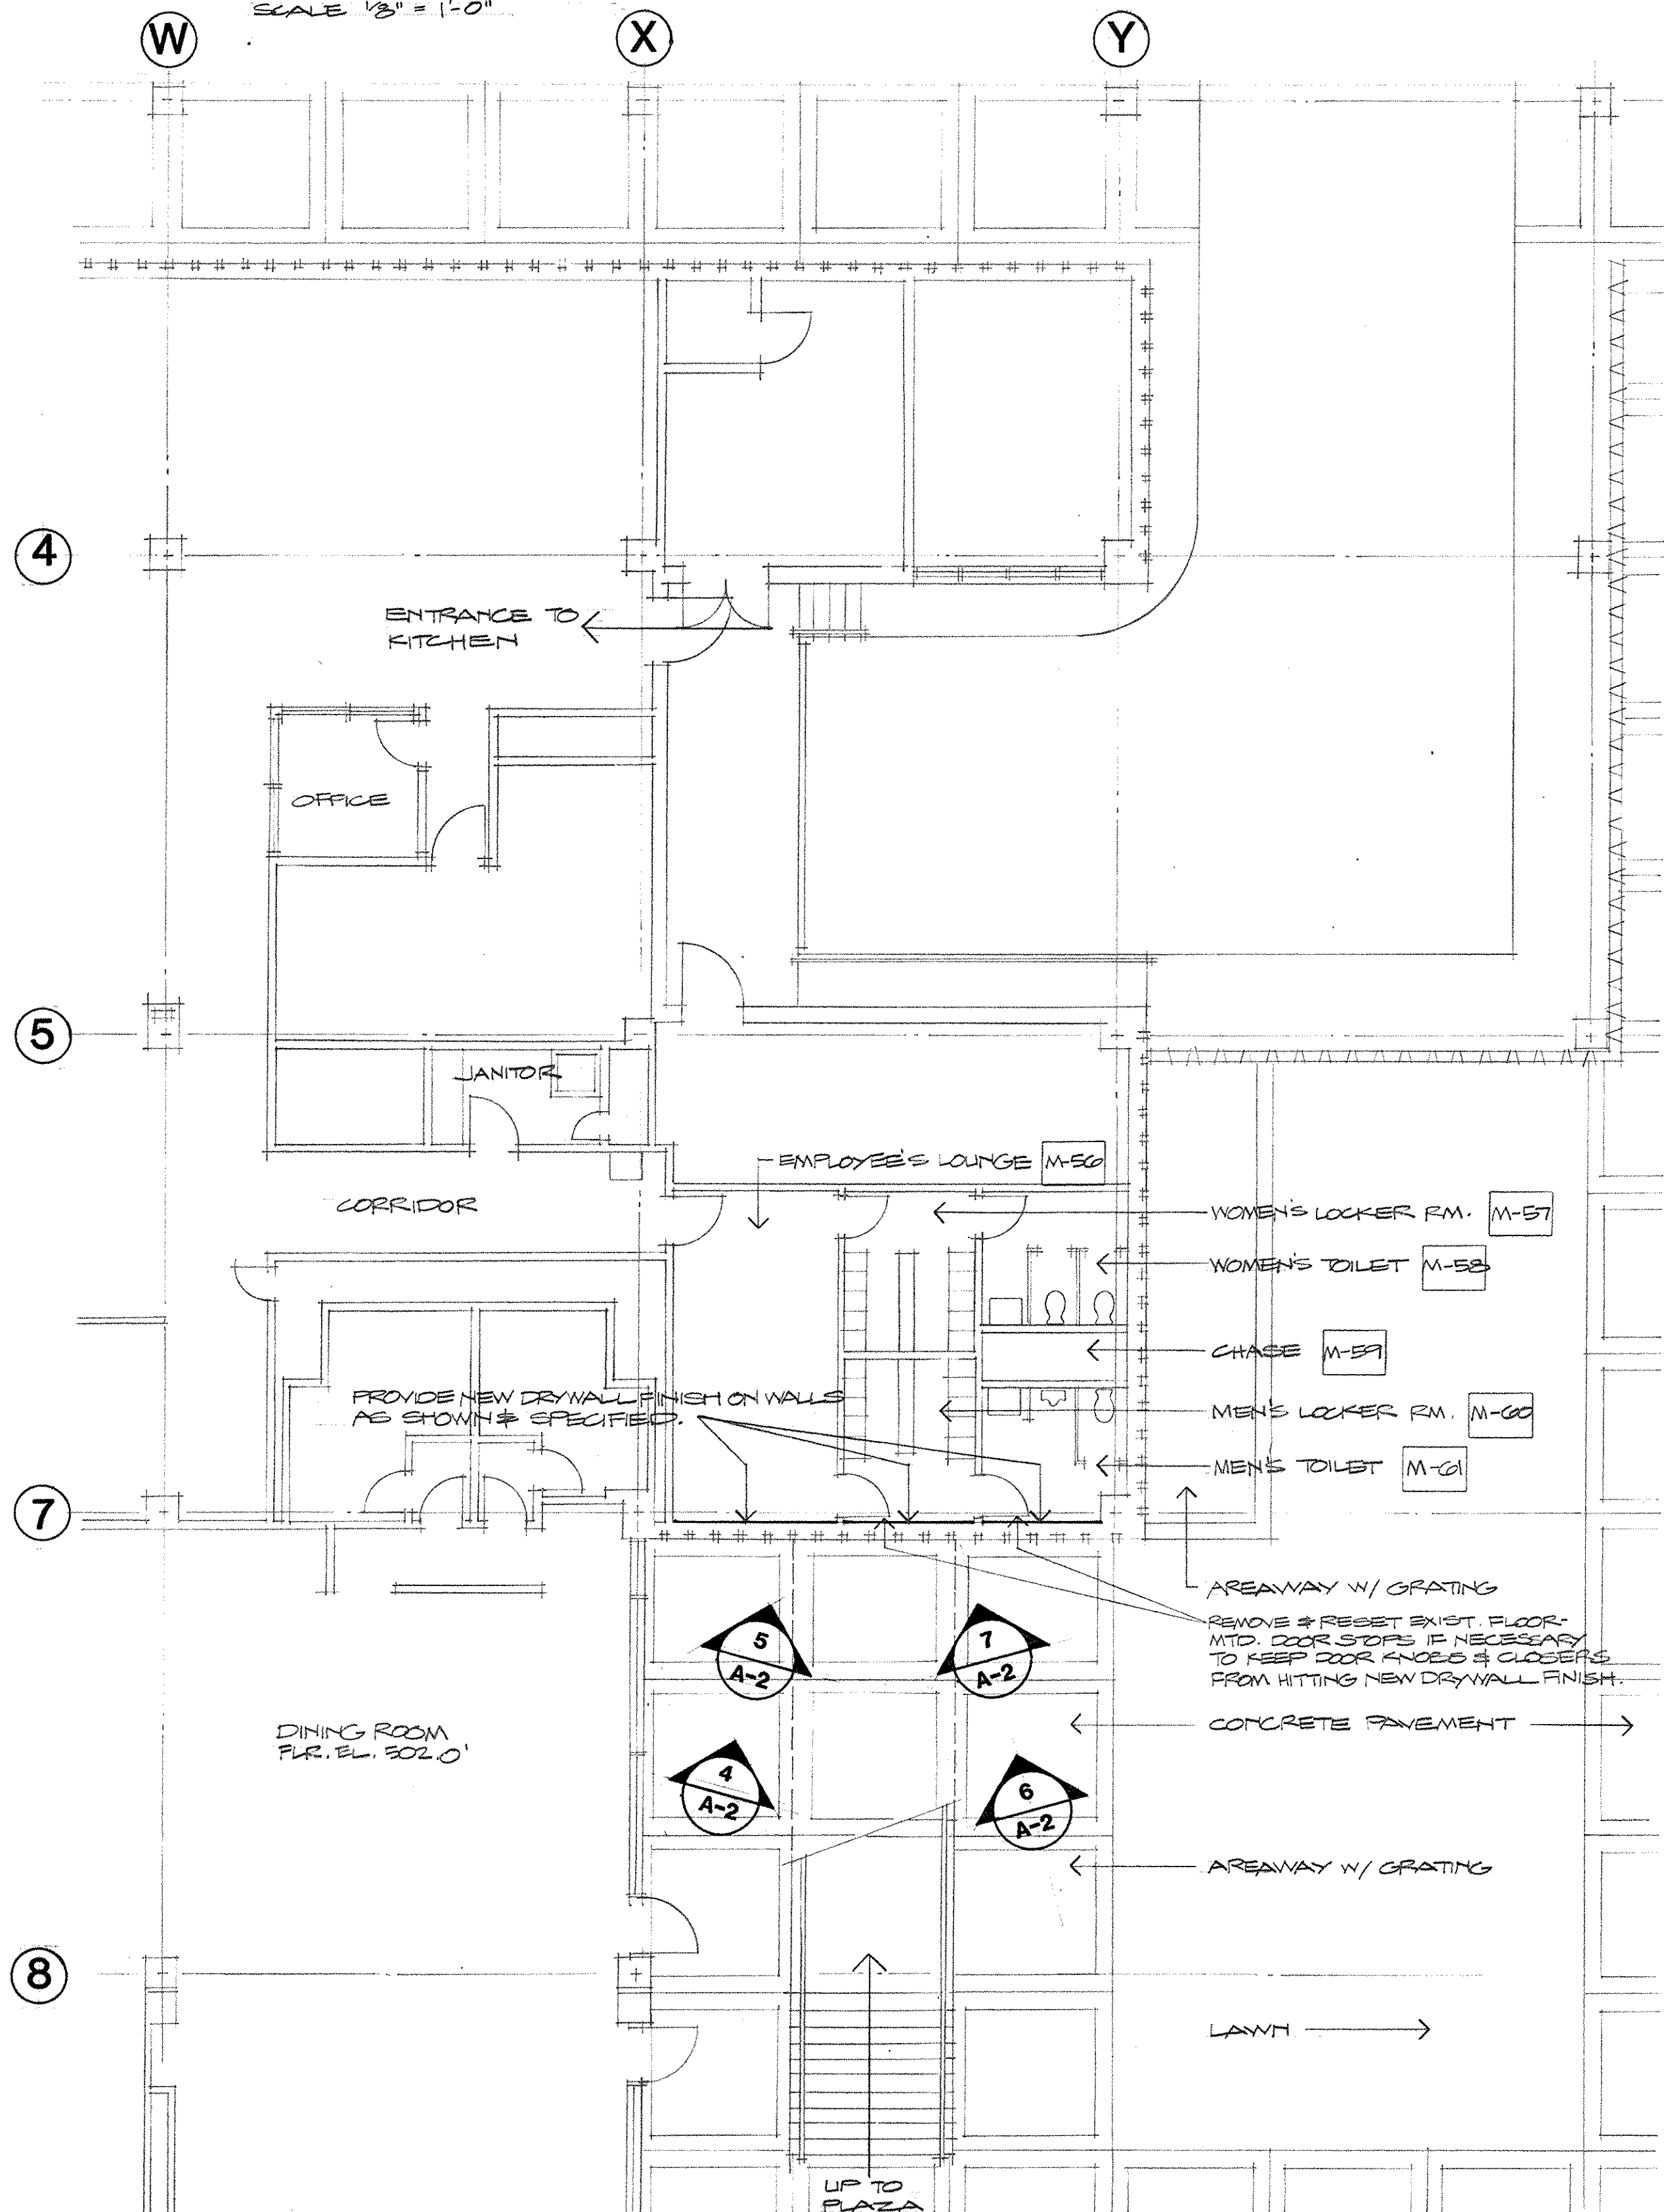 SCALE 1/8" = 1'-0"
W X Y
4
ENTRANCE TO
KITCHEN
OFFICE
5
JANITOR
EMPLOYEE'S LOUNGE M-56
CORRIDOR
WOMEN'S LOCKER RM. M-57
WOMEN'S TOILET M-58
CHASE M-59
PROVIDE NEW DRYWALL FINISH ON WALLS
AS SHOWN & SPECIFIED.
MEN'S LOCKER RM. M-60
MEN'S TOILET M-61
7
AREAWAY W/ GRATING
REMOVE & RESET EXIST. FLOOR-
MTD. DOOR STOPS IF NECESSARY
TO KEEP DOOR KNOBS & CLOSERS
FROM HITTING NEW DRYWALL FINISH.
5
A-2
7
A-2
CONCRETE PAVEMENT
DINING ROOM
FLR. EL. 502.0'
4
A-2
6
A-2
AREAWAY W/ GRATING
8
LAWN
UP TO
PLAZA